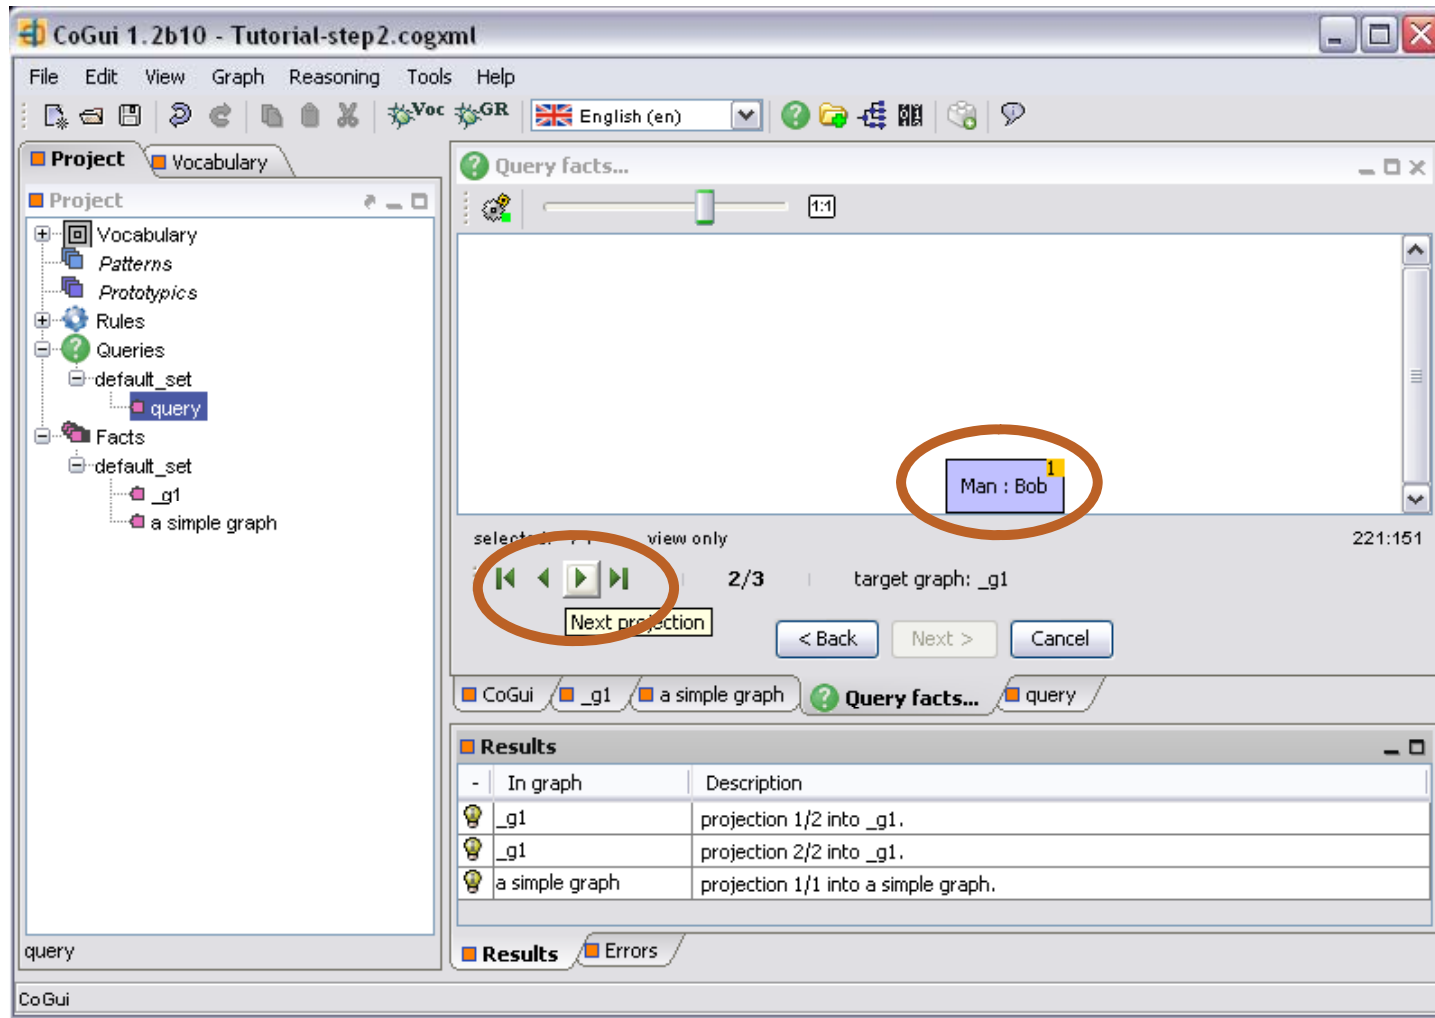 CoGui 1.2b10 - Tutorial-step2.cogxml
File Edit View Graph Reasoning Tools Help
Voc GR English (en)
Project Vocabulary
Project
Vocabulary
Patterns
Prototypics
Rules
Queries
default_set
query
Facts
default_set
_g1
a simple graph
query
Query facts...
1:1
1
Man : Bob
selected: view only 221:151
2/3 target graph: _g1
Next projection
< Back Next > Cancel
CoGui _g1 a simple graph Query facts... query
Results
- In graph Description
_g1 projection 1/2 into _g1.
_g1 projection 2/2 into _g1.
a simple graph projection 1/1 into a simple graph.
Results Errors
CoGui